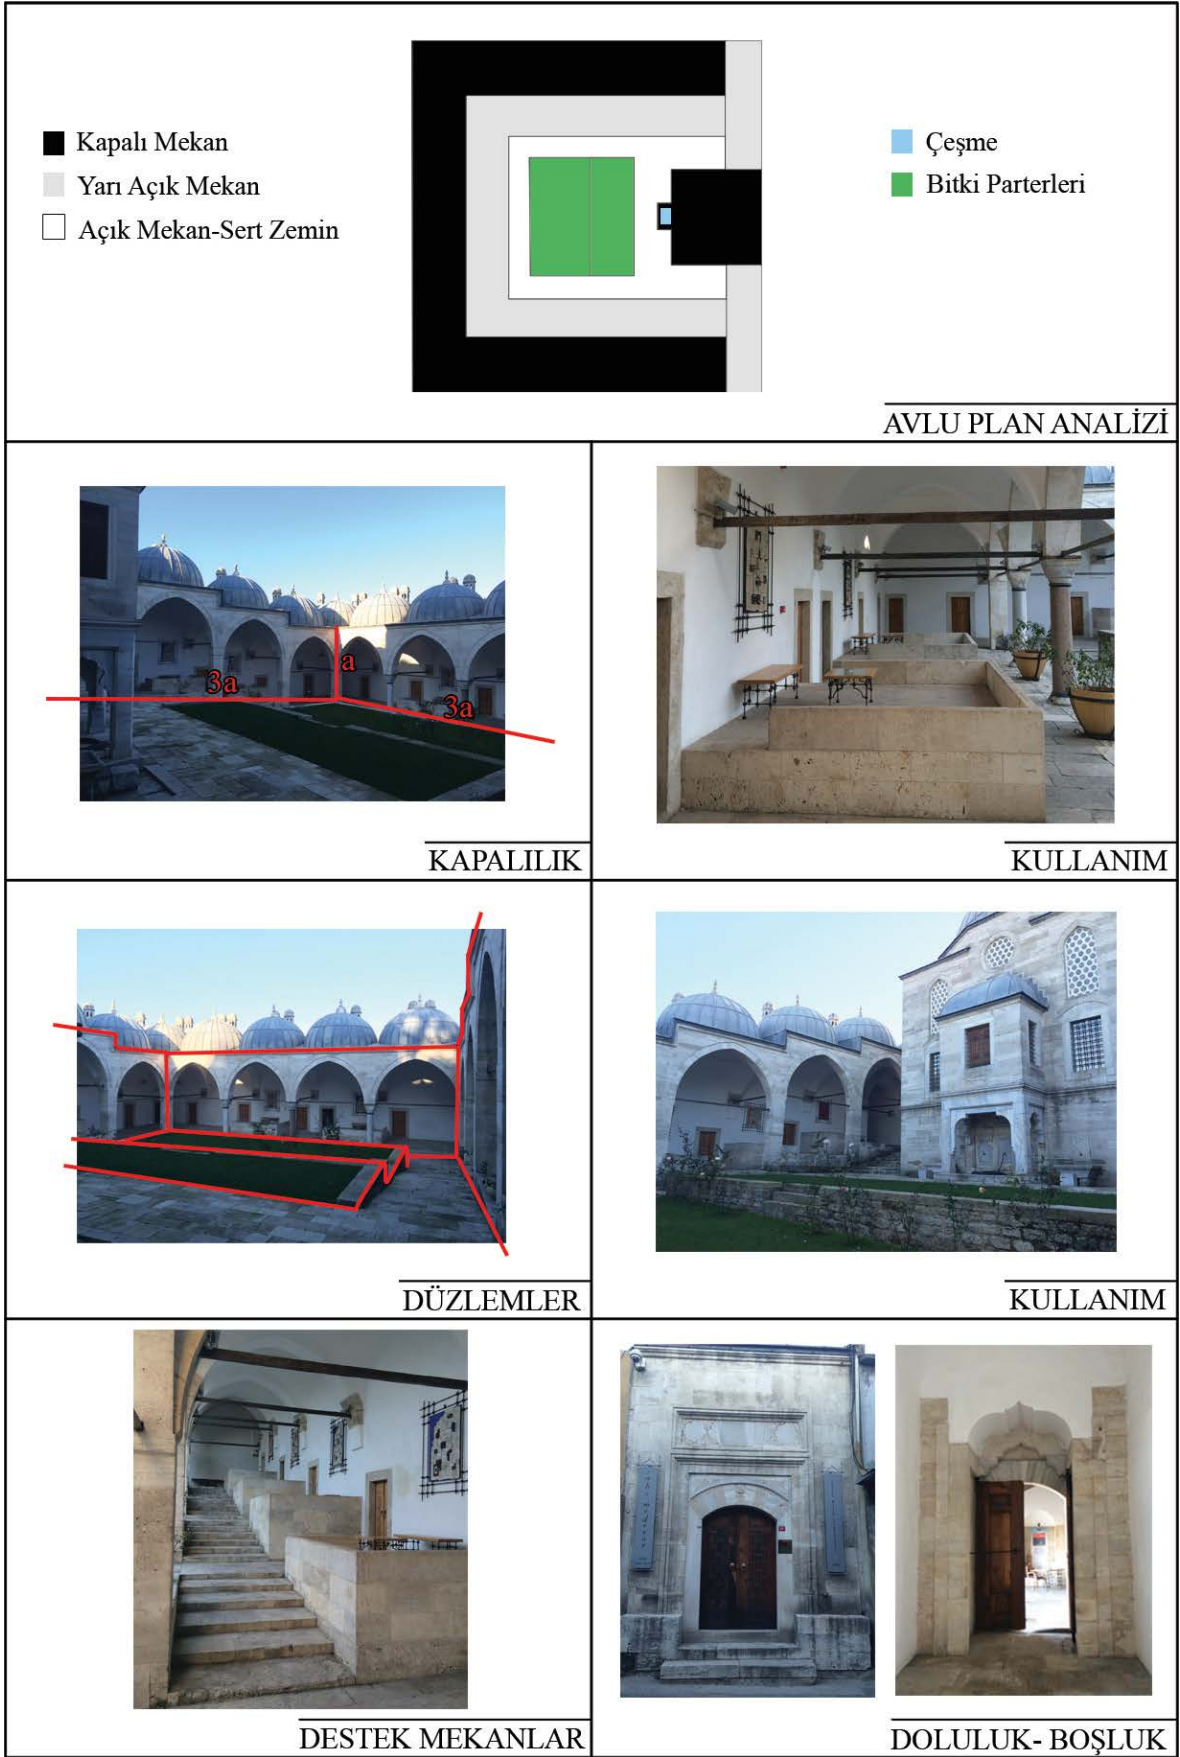 Kapalı Mekan
Yarı Açık Mekan
Açık Mekan-Sert Zemin
Çeşme
Bitki Parterleri
AVLU PLAN ANALİZİ
3a
a
3a
KAPALILIK
KULLANIM
DÜZLEMLER
KULLANIM
DESTEK MEKANLAR
DOLULUK- BOŞLUK